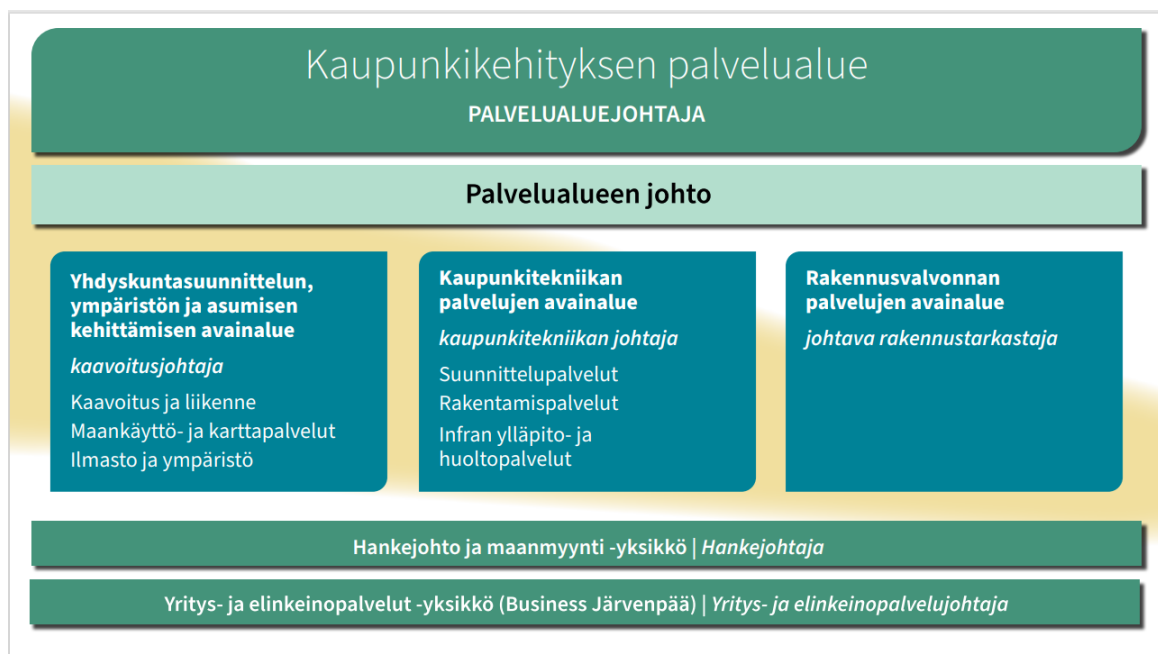 Kaupunkikehityksen palvelualue
PALVELUALUEJOHTAJA
Palvelualueen johto
Yhdyskuntasuunnittelun,
ympäristön ja asumisen
kehittämisen avainalue
kaavoitusjohtaja
Kaavoitus ja liikenne
Maankäyttö- ja karttapalvelut
Ilmasto ja ympäristö
Kaupunkitekniikan
palvelujen avainalue
kaupunkitekniikan johtaja
Suunnittelupalvelut
Rakentamispalvelut
Infran ylläpito- ja
huoltopalvelut
Rakennusvalvonnan
palvelujen avainalue
johtava rakennustarkastaja
Hankejohto ja maanmyynti -yksikkö | Hankejohtaja
Yritys- ja elinkeinopalvelut -yksikkö (Business Järvenpää) | Yritys- ja elinkeinopalvelujohtaja